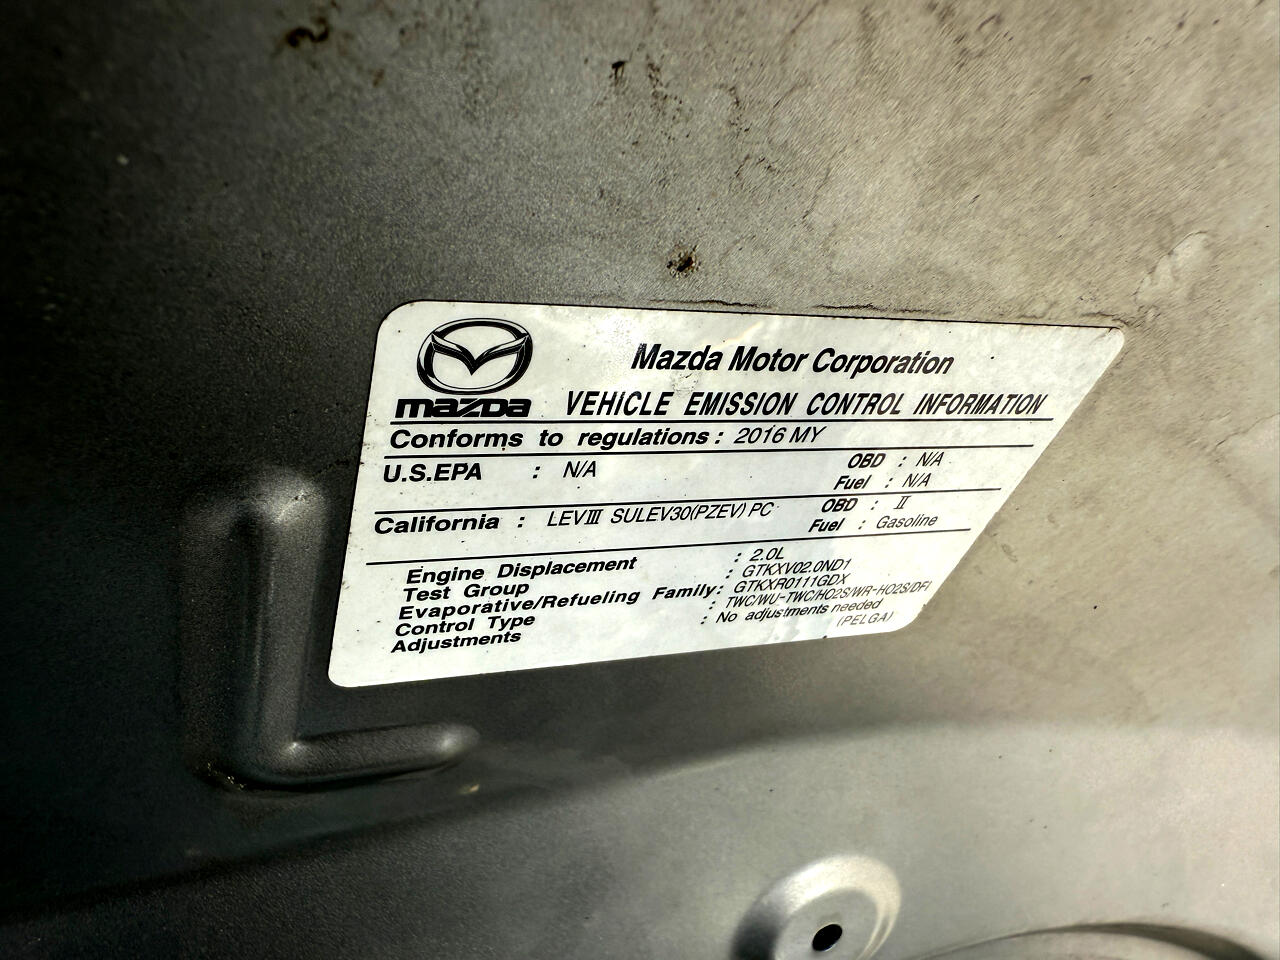 mazda
Mazda Motor Corporation
VEHICLE EMISSION CONTROL INFORMATION
Conforms to regulations : 2016 MY
U.S.EPA : N/A OBD : N/A
Fuel : N/A
California : LEVIII SULEV30(PZEV) PC OBD : II
Fuel : Gasoline
Engine Displacement : 2.0L
Test Group : GTKXV02.0ND1
Evaporative/Refueling Family : GTKXR0111GDX
Control Type : TWC/WU-TWC/HO2S/WR-HO2S/DFI
Adjustments : No adjustments needed
(PELGA)